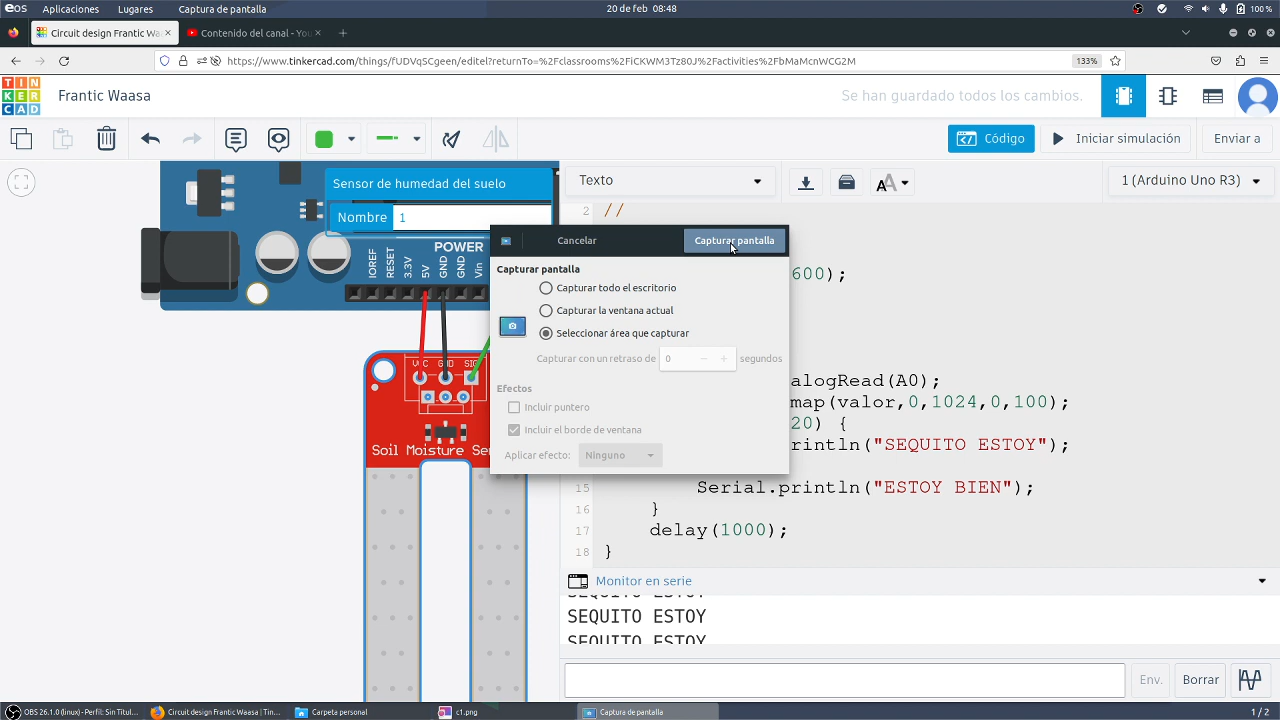 eos Aplicaciones Lugares Captura de pantalla 20 de feb 08:48 100 %
Circuit design Frantic Waasa × Contenido del canal - You ×
https://www.tinkercad.com/things/fUDVqSCgeen/editel?returnTo=%2Fclassrooms%2FiCKWM3Tz80J%2Factivities%2FbMaMcnWCG2M 133%
TINKERCAD Frantic Waasa Se han guardado todos los cambios.
Código Iniciar simulación Enviar a
Sensor de humedad del suelo
Nombre 1
Texto 1 (Arduino Uno R3)
2 //
Cancelar Capturar pantalla
Capturar pantalla
Capturar todo el escritorio
Capturar la ventana actual
Seleccionar área que capturar
Capturar con un retraso de 0 segundos
Efectos
Incluir puntero
Incluir el borde de ventana
Aplicar efecto: Ninguno
POWER
IOREF RESET 3.3V 5V GND GND Vin
VCC GND SIG
Soil Moisture Se
600);
alogRead(A0);
map(valor,0,1024,0,100);
20) {
rintln("SEQUITO ESTOY");
15 Serial.println("ESTOY BIEN");
16 }
17 delay(1000);
18 }
Monitor en serie
SEQUITO ESTOY
SEQUITO ESTOY
SEQUITO ESTOY
Env. Borrar
OBS 26.1.0 (linux) - Perfil: Sin Titul... Circuit design Frantic Waasa | Tin... Carpeta personal c1.png Captura de pantalla 1 / 2